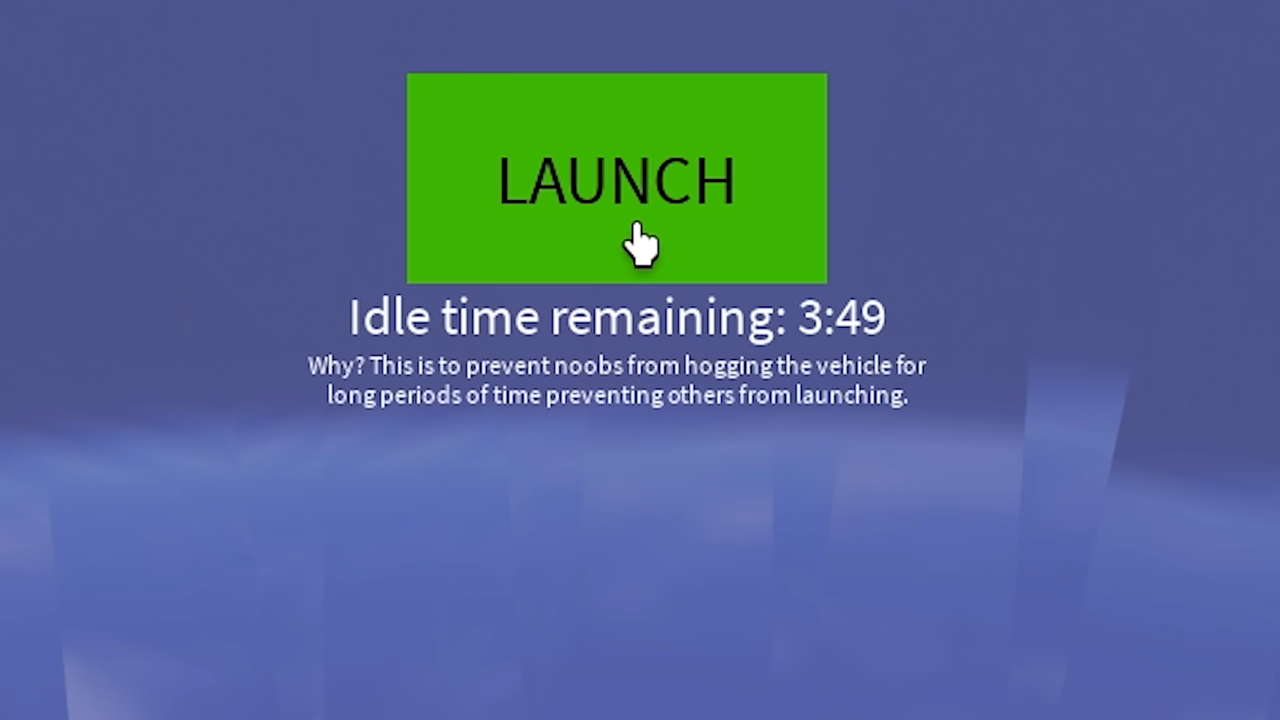 LAUNCH
Idle time remaining: 3:49
Why? This is to prevent noobs from hogging the vehicle for
long periods of time preventing others from launching.